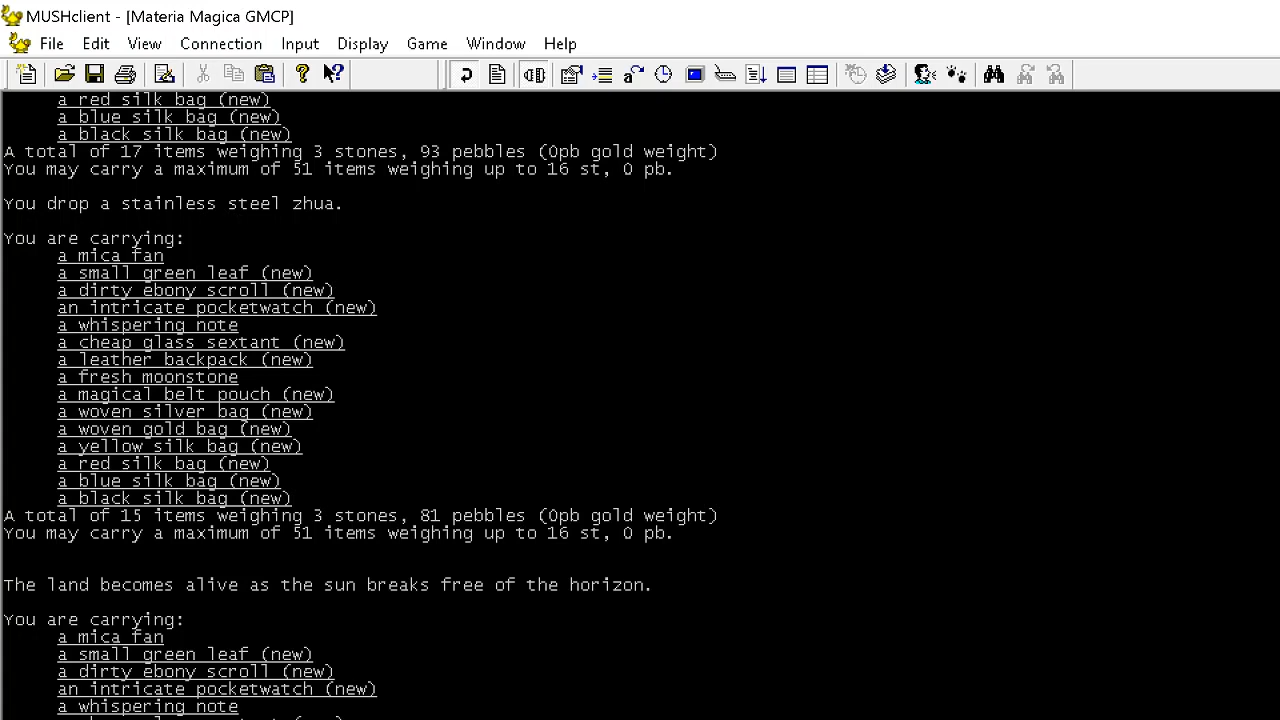 MUSHclient - [Materia Magica GMCP]
File Edit View Connection Input Display Game Window Help
a red silk bag (new)
a blue silk bag (new)
a black silk bag (new)
A total of 17 items weighing 3 stones, 93 pebbles (0pb gold weight)
You may carry a maximum of 51 items weighing up to 16 st, 0 pb.
You drop a stainless steel zhua.
You are carrying:
a mica fan
a small green leaf (new)
a dirty ebony scroll (new)
an intricate pocketwatch (new)
a whispering note
a cheap glass sextant (new)
a leather backpack (new)
a fresh moonstone
a magical belt pouch (new)
a woven silver bag (new)
a woven gold bag (new)
a yellow silk bag (new)
a red silk bag (new)
a blue silk bag (new)
a black silk bag (new)
A total of 15 items weighing 3 stones, 81 pebbles (0pb gold weight)
You may carry a maximum of 51 items weighing up to 16 st, 0 pb.
The land becomes alive as the sun breaks free of the horizon.
You are carrying:
a mica fan
a small green leaf (new)
a dirty ebony scroll (new)
an intricate pocketwatch (new)
a whispering note